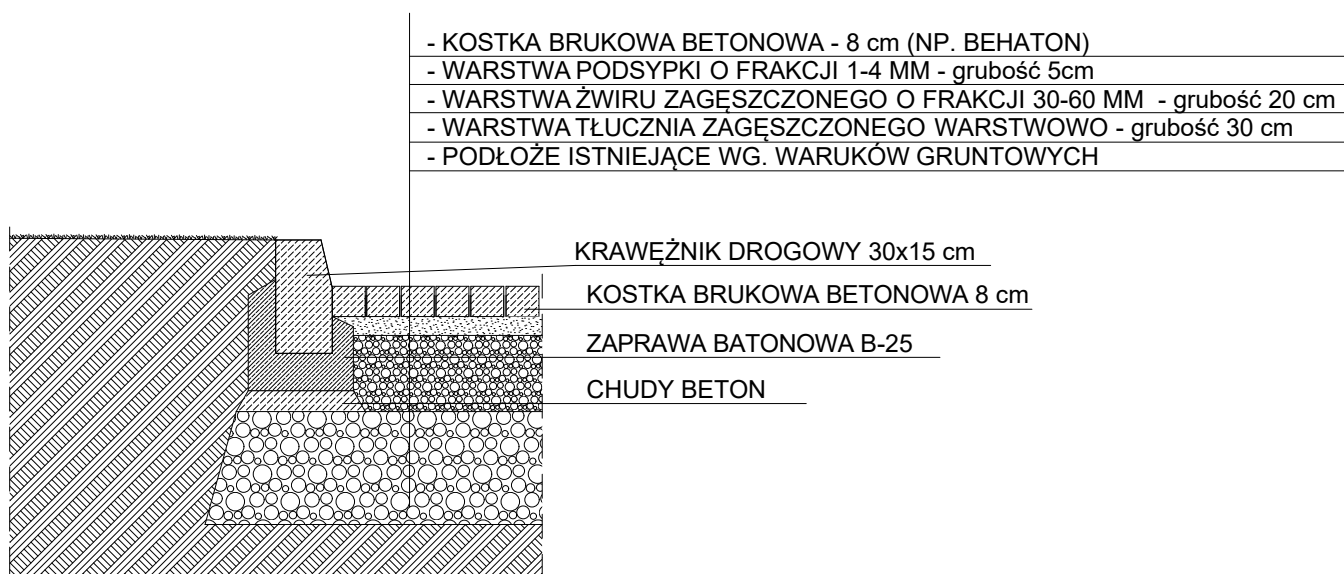 - KOSTKA BRUKOWA BETONOWA - 8 cm (NP. BEHATON)
- WARSTWA PODSYPKI O FRAKCJI 1-4 MM - grubość 5cm
- WARSTWA ŻWIRU ZAGĘSZCZONEGO O FRAKCJI 30-60 MM - grubość 20 cm
- WARSTWA TŁUCZNIA ZAGĘSZCZONEGO WARSTWOWO - grubość 30 cm
- PODŁOŻE ISTNIEJĄCE WG. WARUKÓW GRUNTOWYCH
KRAWĘŻNIK DROGOWY 30x15 cm
KOSTKA BRUKOWA BETONOWA 8 cm
ZAPRAWA BATONOWA B-25
CHUDY BETON